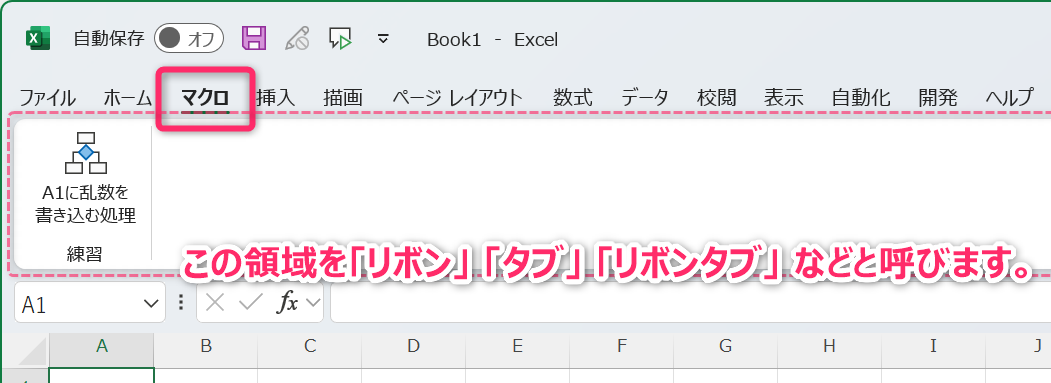 自動保存 オフ Book1 - Excel
ファイル ホーム マクロ 挿入 描画 ページ レイアウト 数式 データ 校閲 表示 自動化 開発 ヘルプ
A1に乱数を
書き込む処理
練習
この領域を「リボン」「タブ」「リボンタブ」などと呼びます。
A1 fx
A B C D E F G H I J